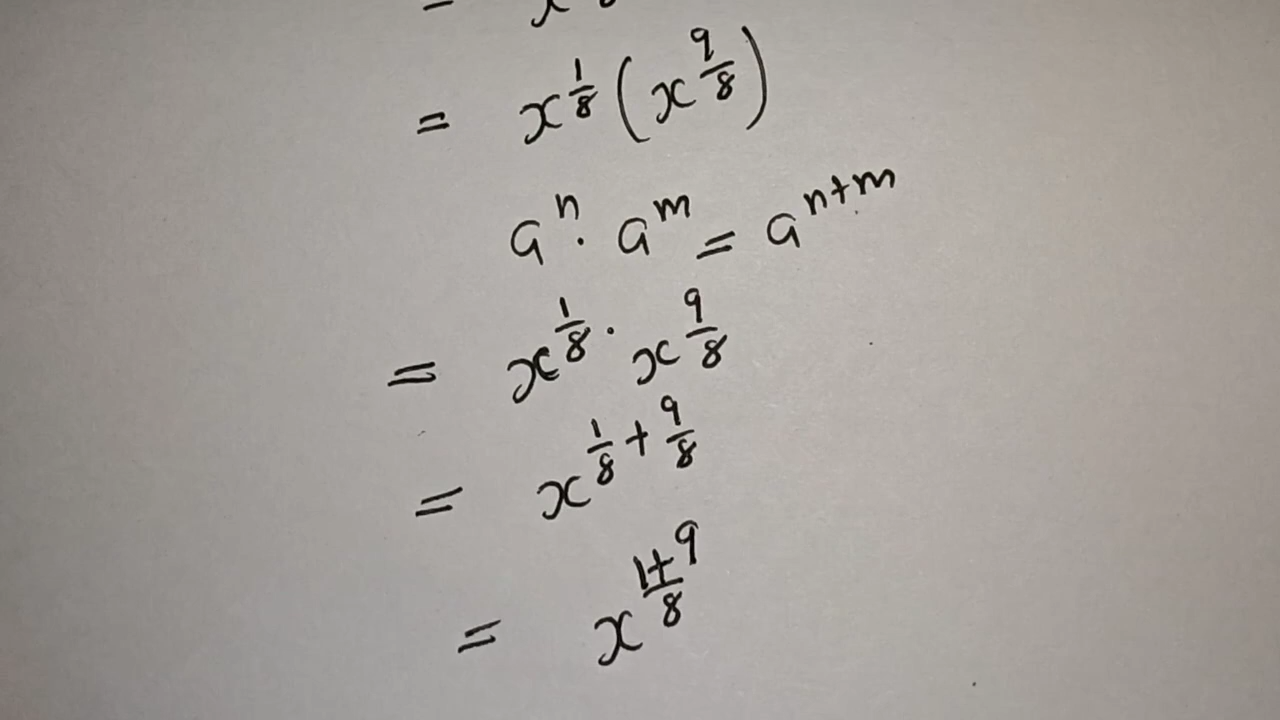 = x^{1/8} (x^{9/8})
a^n · a^m = a^{n+m}
= x^{1/8} · x^{9/8}
= x^{1/8 + 9/8}
= x^{(1+9)/8}